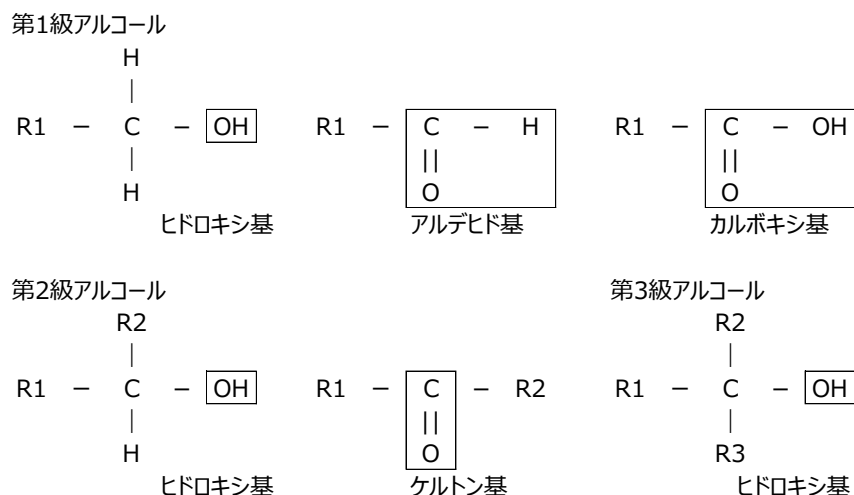 第1級アルコール
H
|
R1 － C － OH R1 － C － H R1 － C － OH
| || ||
H O O
ヒドロキシ基 アルデヒド基 カルボキシ基
第2級アルコール 第3級アルコール
R2 R2
| |
R1 － C － OH R1 － C － R2 R1 － C － OH
| || |
H O R3
ヒドロキシ基 ケルトン基 ヒドロキシ基